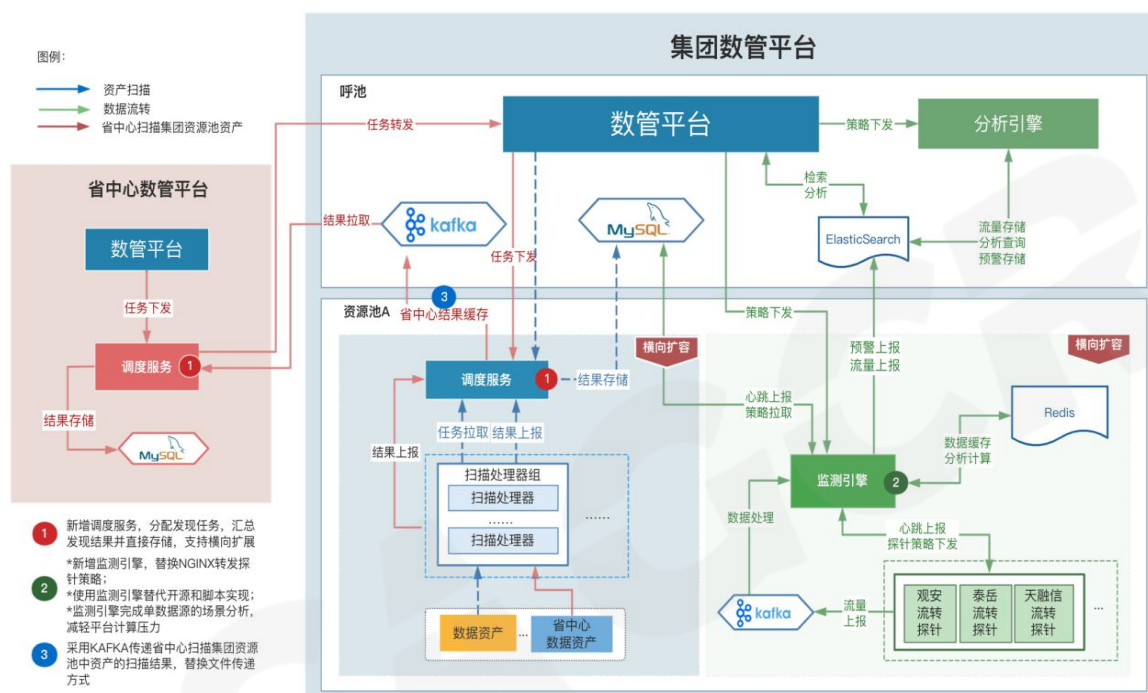 集团数管平台
图例：
资产扫描
数据流转
省中心扫描集团资源池资产
呼池
数管平台
分析引擎
任务转发
策略下发
检索
分析
省中心数管平台
数管平台
结果拉取
kafka
MySQL
ElasticSearch
流量存储
分析查询
预警存储
任务下发
任务下发
3
省中心结果缓存
资源池A
横向扩容
策略下发
预警上报
流量上报
横向扩容
调度服务
1
调度服务
1
结果存储
心跳上报
策略拉取
Redis
结果存储
任务拉取
结果上报
结果上报
数据缓存
分析计算
MySQL
扫描处理器组
扫描处理器
……
扫描处理器
……
监测引擎
2
数据处理
心跳上报
探针策略下发
1
新增调度服务，分配发现任务，汇总
发现结果并直接存储，支持横向扩展
2
*新增监测引擎，替换NGINX转发探
针策略；
*使用监测引擎替代开源和脚本实现；
*监测引擎完成单数据源的场景分析，
减轻平台计算压力
3
采用KAFKA传递省中心扫描集团资源
池中资产的扫描结果，替换文件传递
方式
数据资产
...
省中心
数据资产
kafka
流量
上报
观安
流转
探针
泰岳
流转
探针
天融信
流转
探针
...